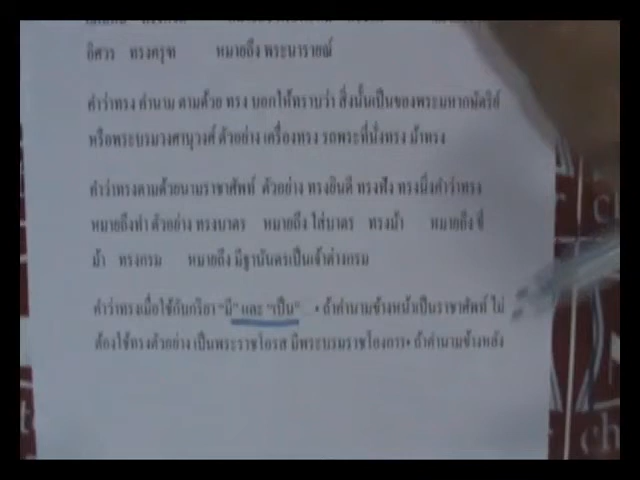 อิศวร ทรงครุฑ หมายถึง พระนารายณ์
คำว่าทรง คำนาม ตามด้วย ทรง บอกให้ทราบว่า สิ่งนั้นเป็นของพระมหากษัตริย์
หรือพระบรมวงศานุวงศ์ ตัวอย่าง เครื่องทรง รถพระที่นั่งทรง ม้าทรง
คำว่าทรงตามด้วยนามราชาศัพท์ ตัวอย่าง ทรงยินดี ทรงฟัง ทรงนิ่งคำว่าทรง
หมายถึงทำ ตัวอย่าง ทรงบาตร หมายถึง ใส่บาตร ทรงม้า หมายถึง ขี่
ม้า ทรงกรม หมายถึง มีฐานันดรเป็นเจ้าต่างกรม
คำว่าทรงเมื่อใช้กับกริยา "มี" และ "เป็น" • ถ้าคำนามข้างหน้าเป็นราชาศัพท์ ไม่
ต้องใช้ทรงตัวอย่าง เป็นพระราชโอรส มีพระบรมราชโองการ• ถ้าคำนามข้างหลัง
ch
ch